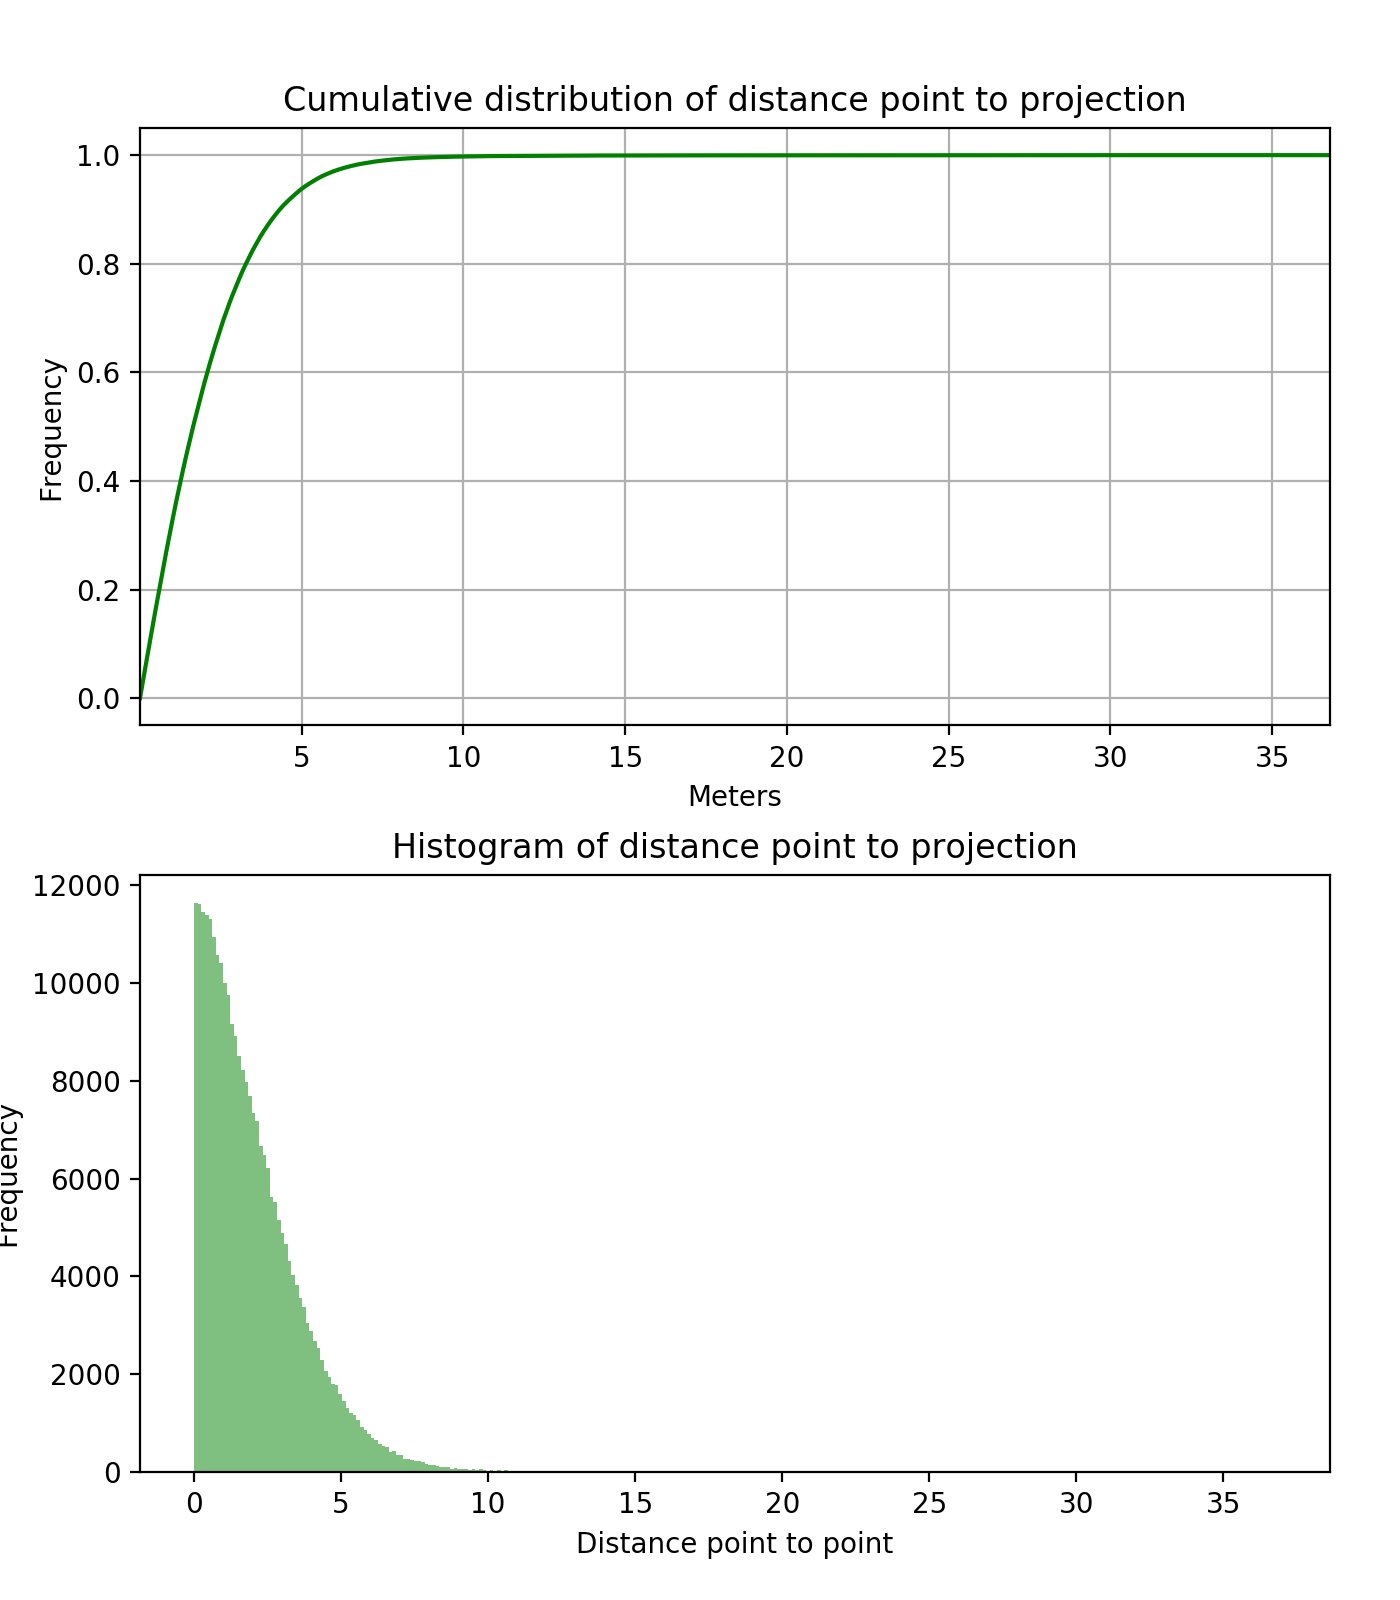 Cumulative distribution of distance point to projection
1.0
0.8
0.6
0.4
0.2
0.0
Frequency
5 10 15 20 25 30 35
Meters
Histogram of distance point to projection
12000
10000
8000
6000
4000
2000
0
Frequency
0 5 10 15 20 25 30 35
Distance point to point